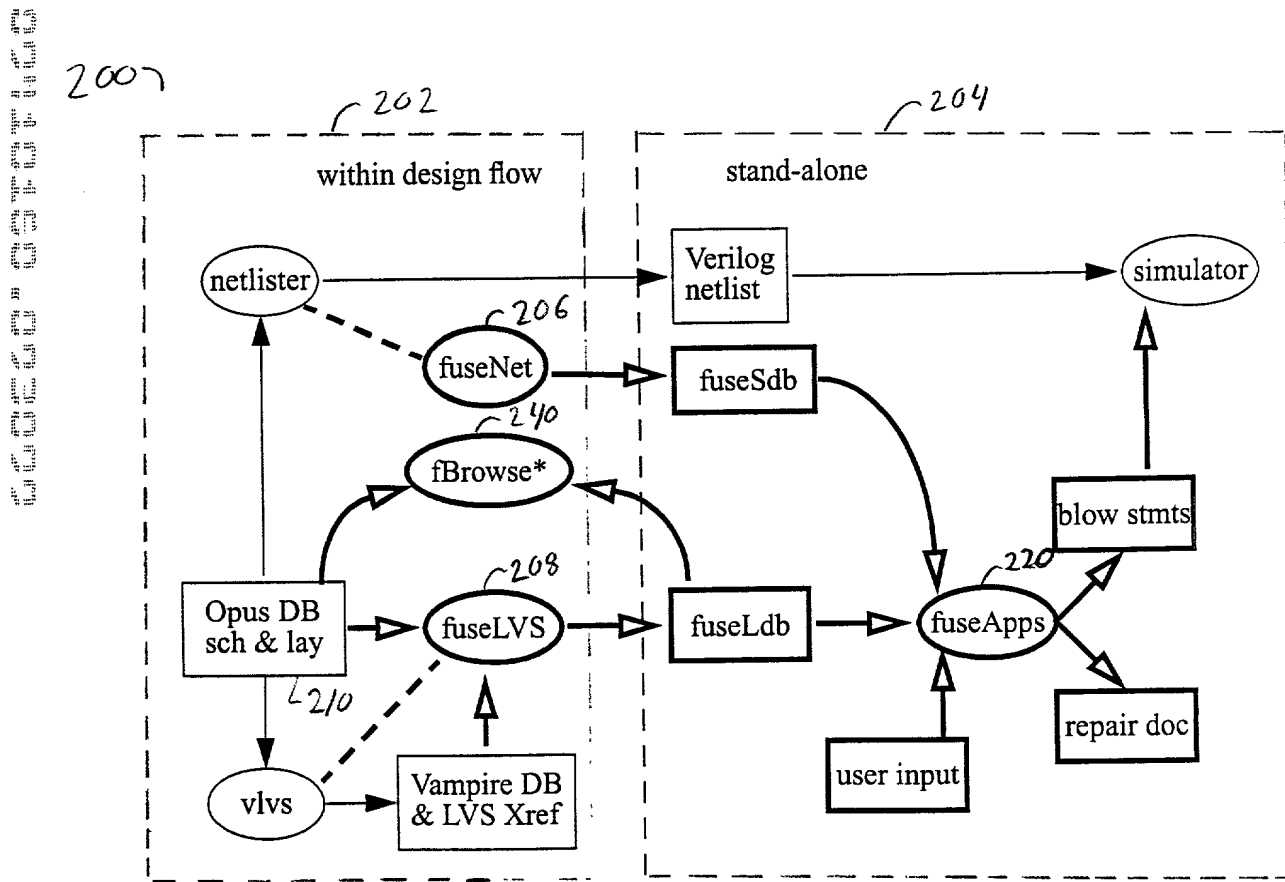 200
202
204
within design flow
stand-alone
netlister
Verilog
netlist
simulator
206
fuseNet
fuseSdb
240
fBrowse*
blow stmts
208
220
Opus DB
sch & lay
fuseLVS
fuseLdb
fuseApps
210
repair doc
user input
vlvs
Vampire DB
& LVS Xref